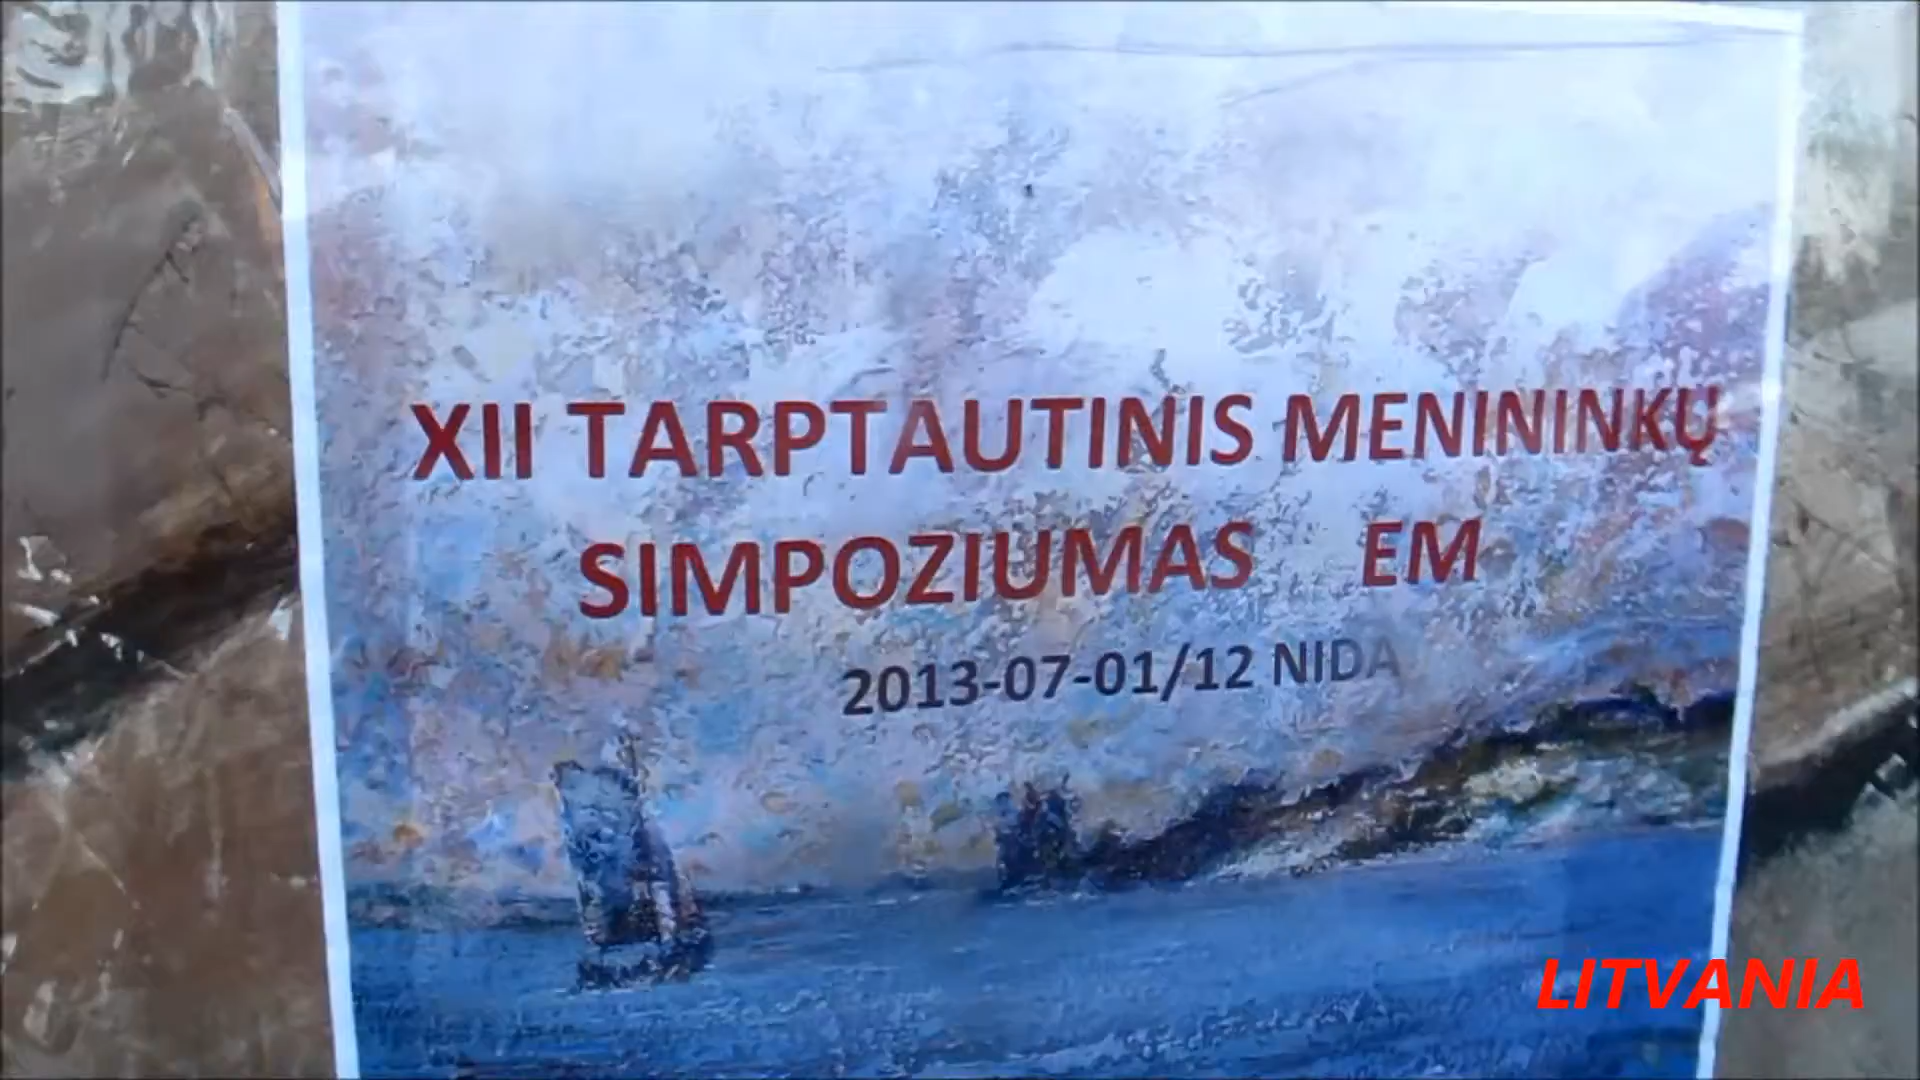 XII TARPTAUTINIS MENININKŲ
SIMPOZIUMAS EM
2013-07-01/12 NIDA
LITVANIA